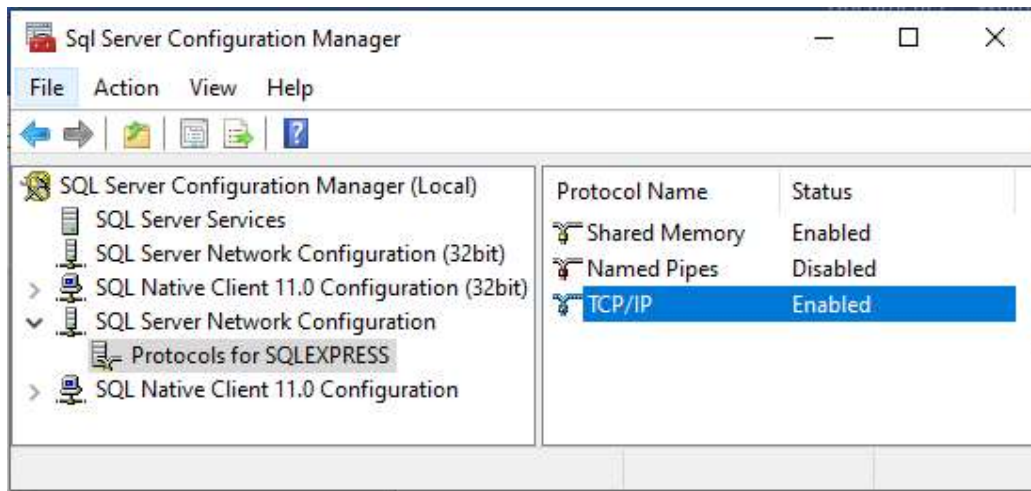 Sql Server Configuration Manager
File Action View Help
SQL Server Configuration Manager (Local)
SQL Server Services
SQL Server Network Configuration (32bit)
SQL Native Client 11.0 Configuration (32bit)
SQL Server Network Configuration
Protocols for SQLEXPRESS
SQL Native Client 11.0 Configuration
Protocol Name Status
Shared Memory Enabled
Named Pipes Disabled
TCP/IP Enabled